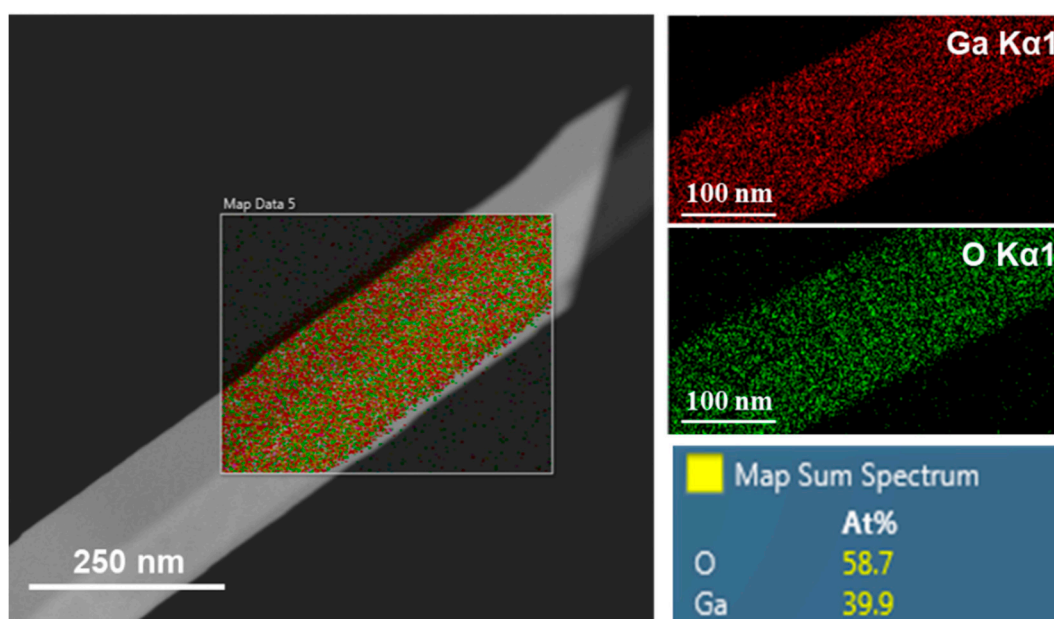 Map Data 5
250 nm
Ga Kα1
100 nm
O Kα1
100 nm
Map Sum Spectrum
At%
O 58.7
Ga 39.9